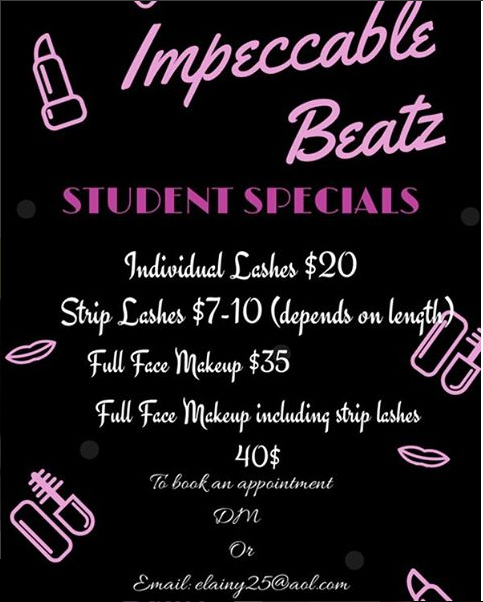 Impeccable
Beatz
STUDENT SPECIALS
Individual Lashes $20
Strip Lashes $7-10 (depends on length)
Full Face Makeup $35
Full Face Makeup including strip lashes
40$
To book an appointment
DM
Or
Email: elainy25@aol.com